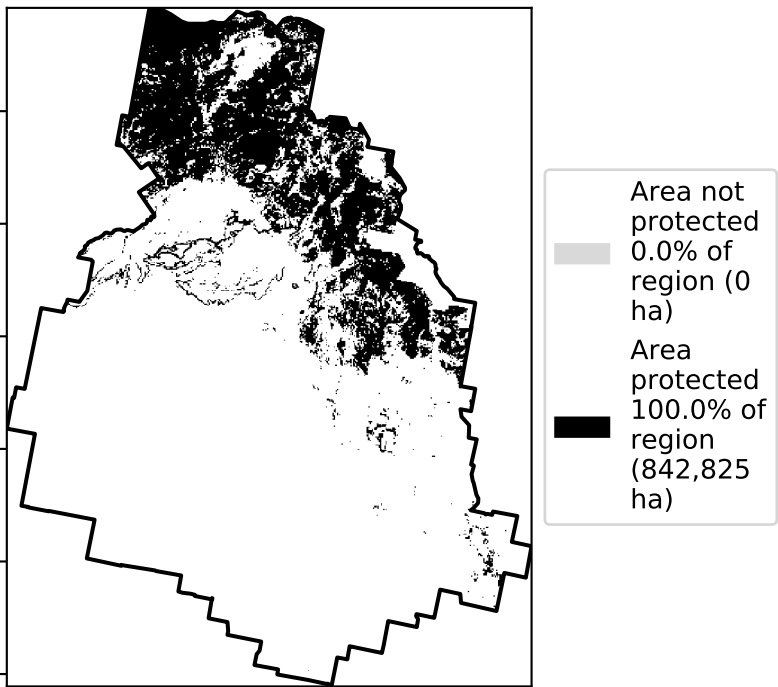 Area not
protected
0.0% of
region (0
ha)
Area
protected
100.0% of
region
(842,825
ha)